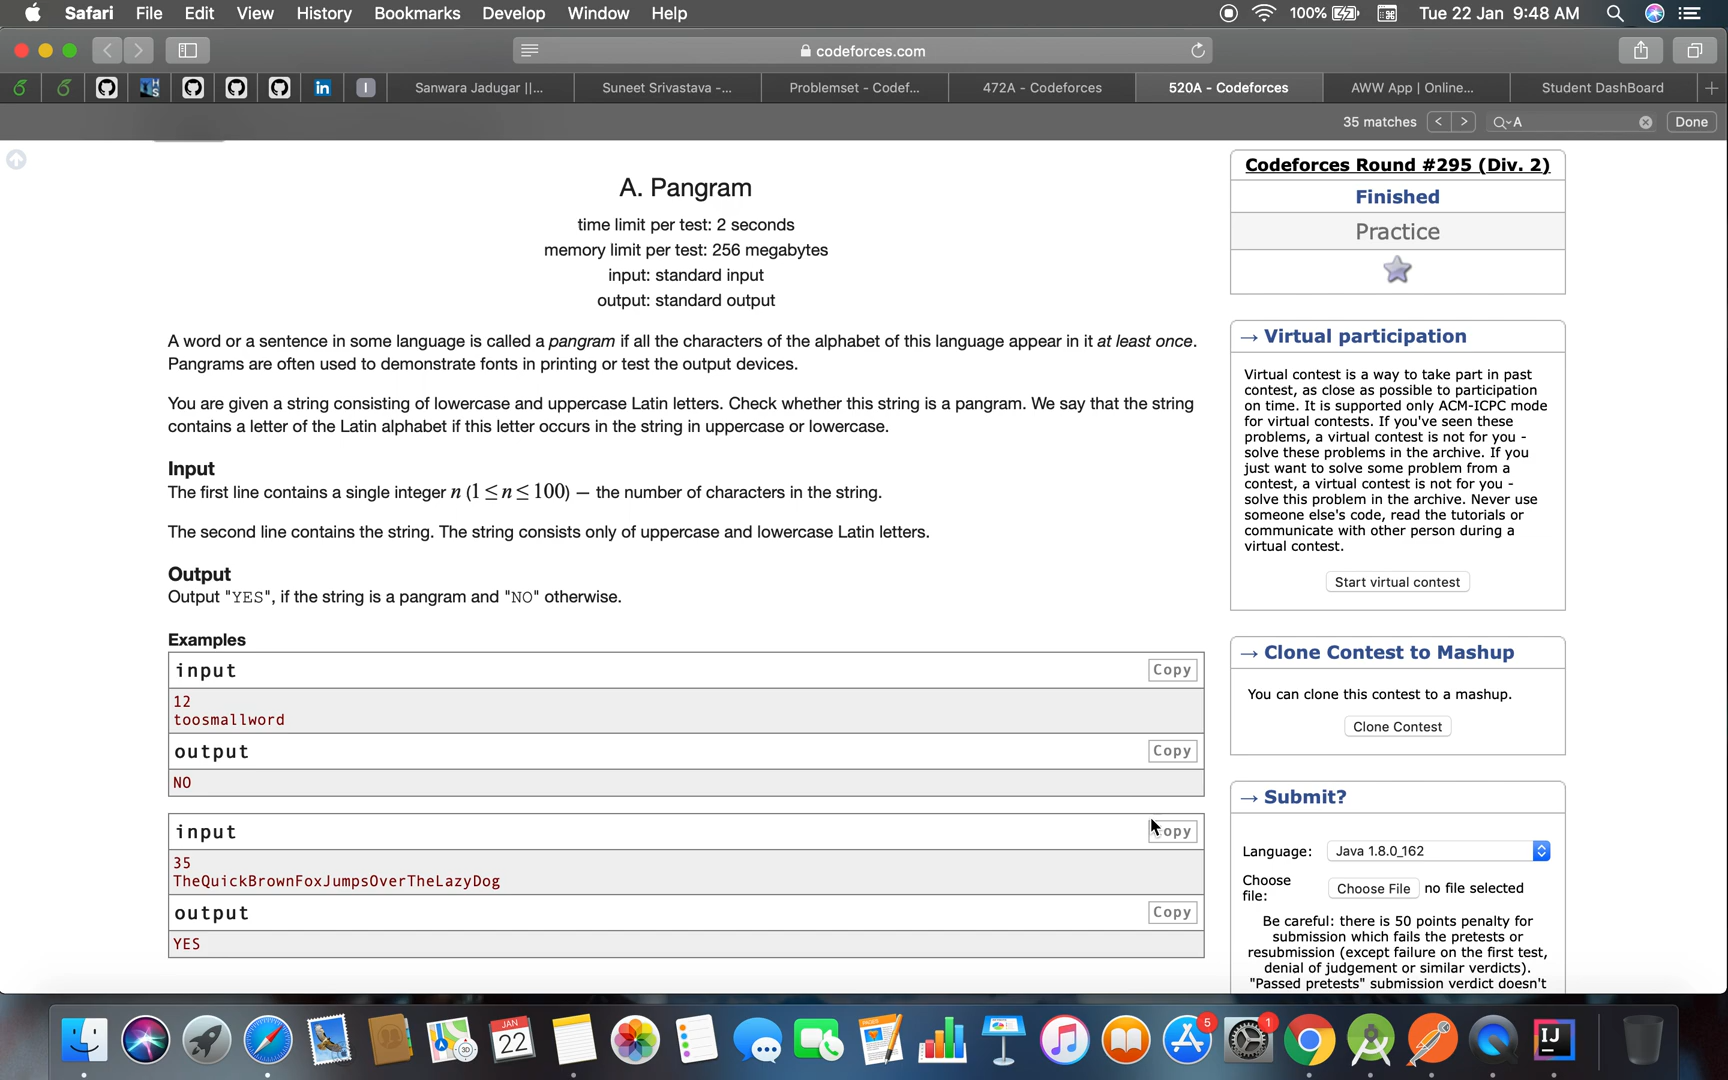 Safari File Edit View History Bookmarks Develop Window Help 100% Tue 22 Jan 9:48 AM
codeforces.com
Sanwara Jadugar ||... Suneet Srivastava -... Problemset - Codef... 472A - Codeforces 520A - Codeforces AWW App | Online... Student DashBoard
35 matches < > A Done
A. Pangram
time limit per test: 2 seconds
memory limit per test: 256 megabytes
input: standard input
output: standard output
A word or a sentence in some language is called a pangram if all the characters of the alphabet of this language appear in it at least once.
Pangrams are often used to demonstrate fonts in printing or test the output devices.
You are given a string consisting of lowercase and uppercase Latin letters. Check whether this string is a pangram. We say that the string
contains a letter of the Latin alphabet if this letter occurs in the string in uppercase or lowercase.
Input
The first line contains a single integer n (1 ≤ n ≤ 100) — the number of characters in the string.
The second line contains the string. The string consists only of uppercase and lowercase Latin letters.
Output
Output "YES", if the string is a pangram and "NO" otherwise.
Examples
input Copy
12
toosmallword
output Copy
NO
input opy
35
TheQuickBrownFoxJumpsOverTheLazyDog
output Copy
YES
Codeforces Round #295 (Div. 2)
Finished
Practice
→ Virtual participation
Virtual contest is a way to take part in past
contest, as close as possible to participation
on time. It is supported only ACM-ICPC mode
for virtual contests. If you've seen these
problems, a virtual contest is not for you -
solve these problems in the archive. If you
just want to solve some problem from a
contest, a virtual contest is not for you -
solve this problem in the archive. Never use
someone else's code, read the tutorials or
communicate with other person during a
virtual contest.
Start virtual contest
→ Clone Contest to Mashup
You can clone this contest to a mashup.
Clone Contest
→ Submit?
Language: Java 1.8.0_162
Choose
file:
Choose File no file selected
Be careful: there is 50 points penalty for
submission which fails the pretests or
resubmission (except failure on the first test,
denial of judgement or similar verdicts).
"Passed pretests" submission verdict doesn't
JAN
22
3D
5
1
IJ